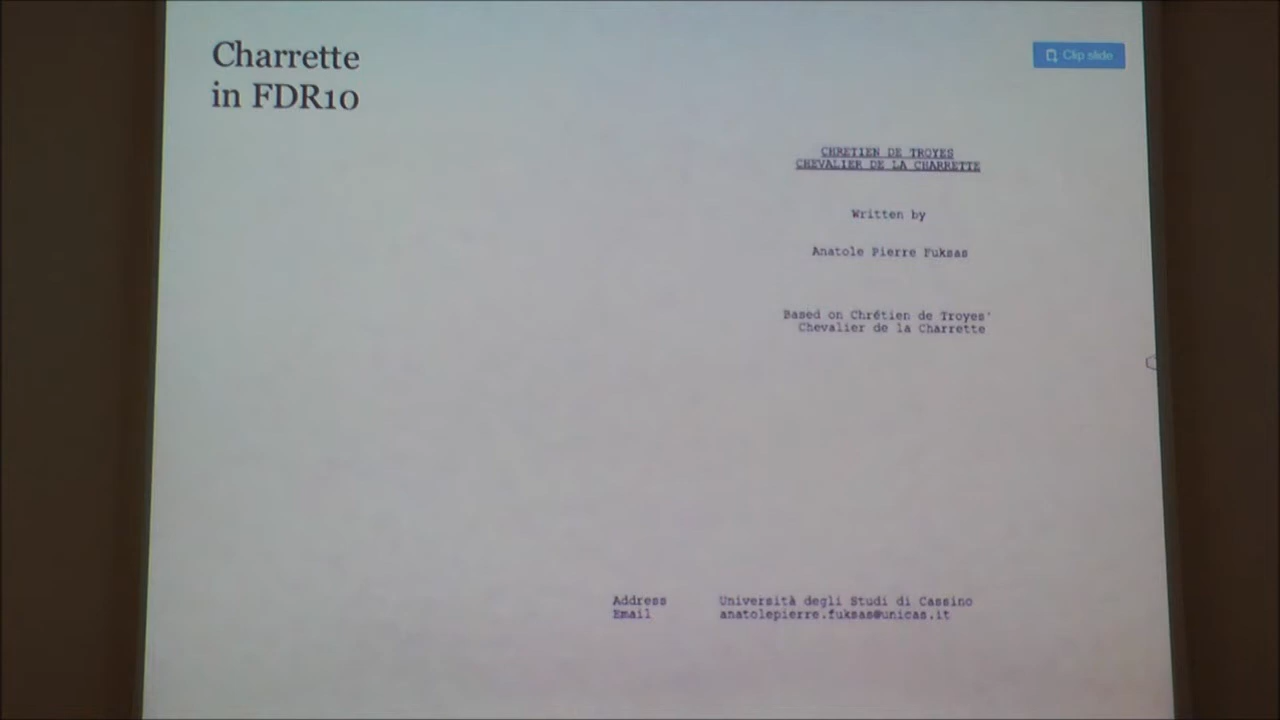 Charrette
in FDR10
Clip slide
CHRETIEN DE TROYES
CHEVALIER DE LA CHARRETTE
Written by
Anatole Pierre Fuksas
Based on Chrétien de Troyes'
Chevalier de la Charrette
Address Università degli Studi di Cassino
Email anatolepierre.fuksas@unicas.it